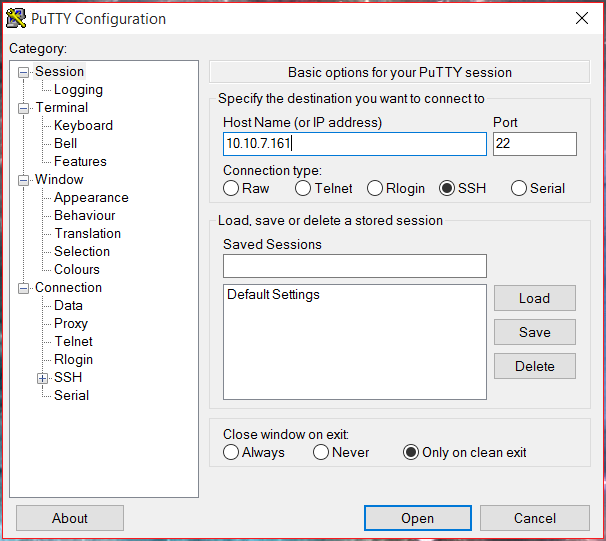 PuTTY Configuration
Category:
Session
Logging
Terminal
Keyboard
Bell
Features
Window
Appearance
Behaviour
Translation
Selection
Colours
Connection
Data
Proxy
Telnet
Rlogin
SSH
Serial
Basic options for your PuTTY session
Specify the destination you want to connect to
Host Name (or IP address) Port
10.10.7.161 22
Connection type:
Raw Telnet Rlogin SSH Serial
Load, save or delete a stored session
Saved Sessions
Default Settings
Load
Save
Delete
Close window on exit:
Always Never Only on clean exit
About Open Cancel